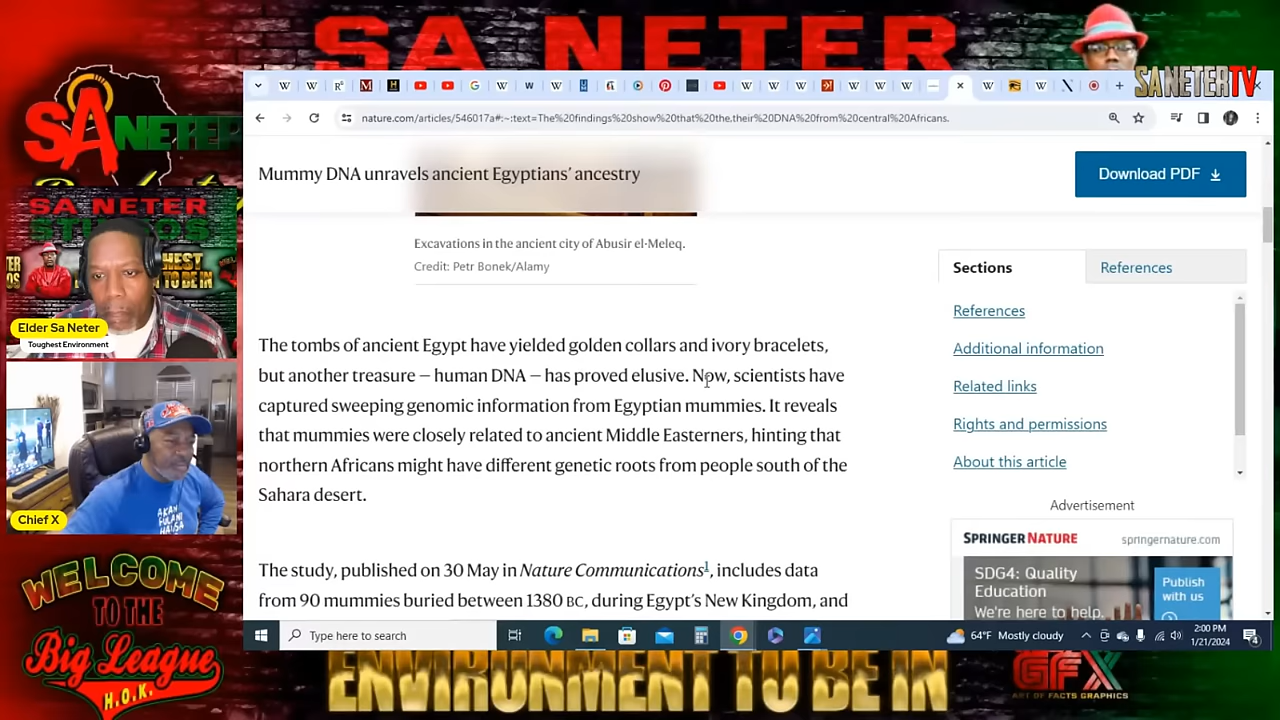 SA NETER
SA NETER
SANETERTV
nature.com/articles/546017a#:~:text=The%20findings%20show%20that%20the,their%20DNA%20from%20central%20Africans.
Mummy DNA unravels ancient Egyptians' ancestry
Download PDF
Excavations in the ancient city of Abusir el-Meleq.
Credit: Petr Bonek/Alamy
Sections
References
References
Additional information
Related links
Rights and permissions
About this article
The tombs of ancient Egypt have yielded golden collars and ivory bracelets,
but another treasure — human DNA — has proved elusive. Now, scientists have
captured sweeping genomic information from Egyptian mummies. It reveals
that mummies were closely related to ancient Middle Easterners, hinting that
northern Africans might have different genetic roots from people south of the
Sahara desert.
The study, published on 30 May in Nature Communications1, includes data
from 90 mummies buried between 1380 BC, during Egypt's New Kingdom, and
Advertisement
SPRINGER NATURE
springernature.com
SDG4: Quality
Education
We're here to help.
Publish
with us
SA NETER
Elder Sa Neter
Toughest Environment
AKAN
FULANI
HAUSA
Chief X
Type here to search
64°F Mostly cloudy
2:00 PM
1/21/2024
4
WELCOME
TO THE
Big League
H.O.K.
ENVIRONMENT TO BE IN
GFX
ART OF FACTS GRAPHICS